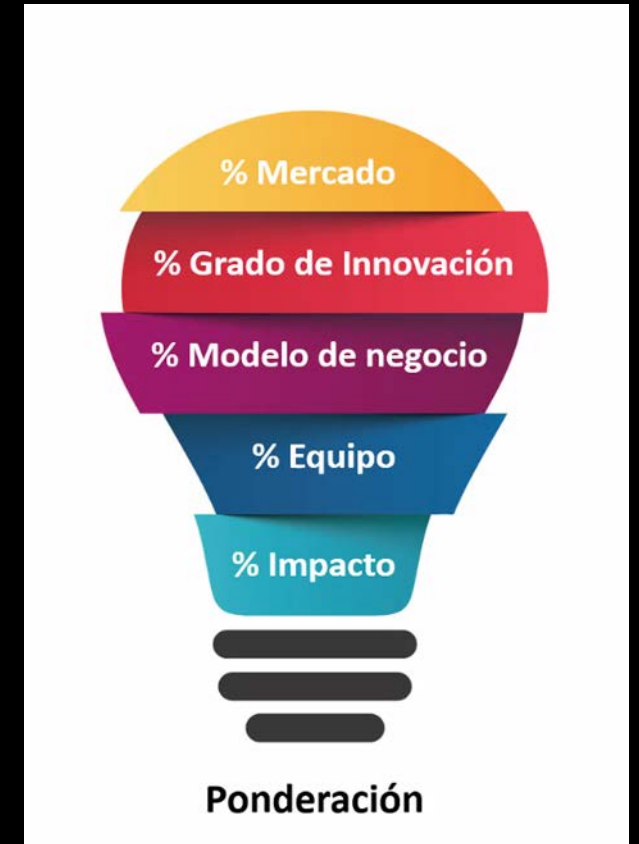 % Mercado
% Grado de Innovación
% Modelo de negocio
% Equipo
% Impacto
Ponderación